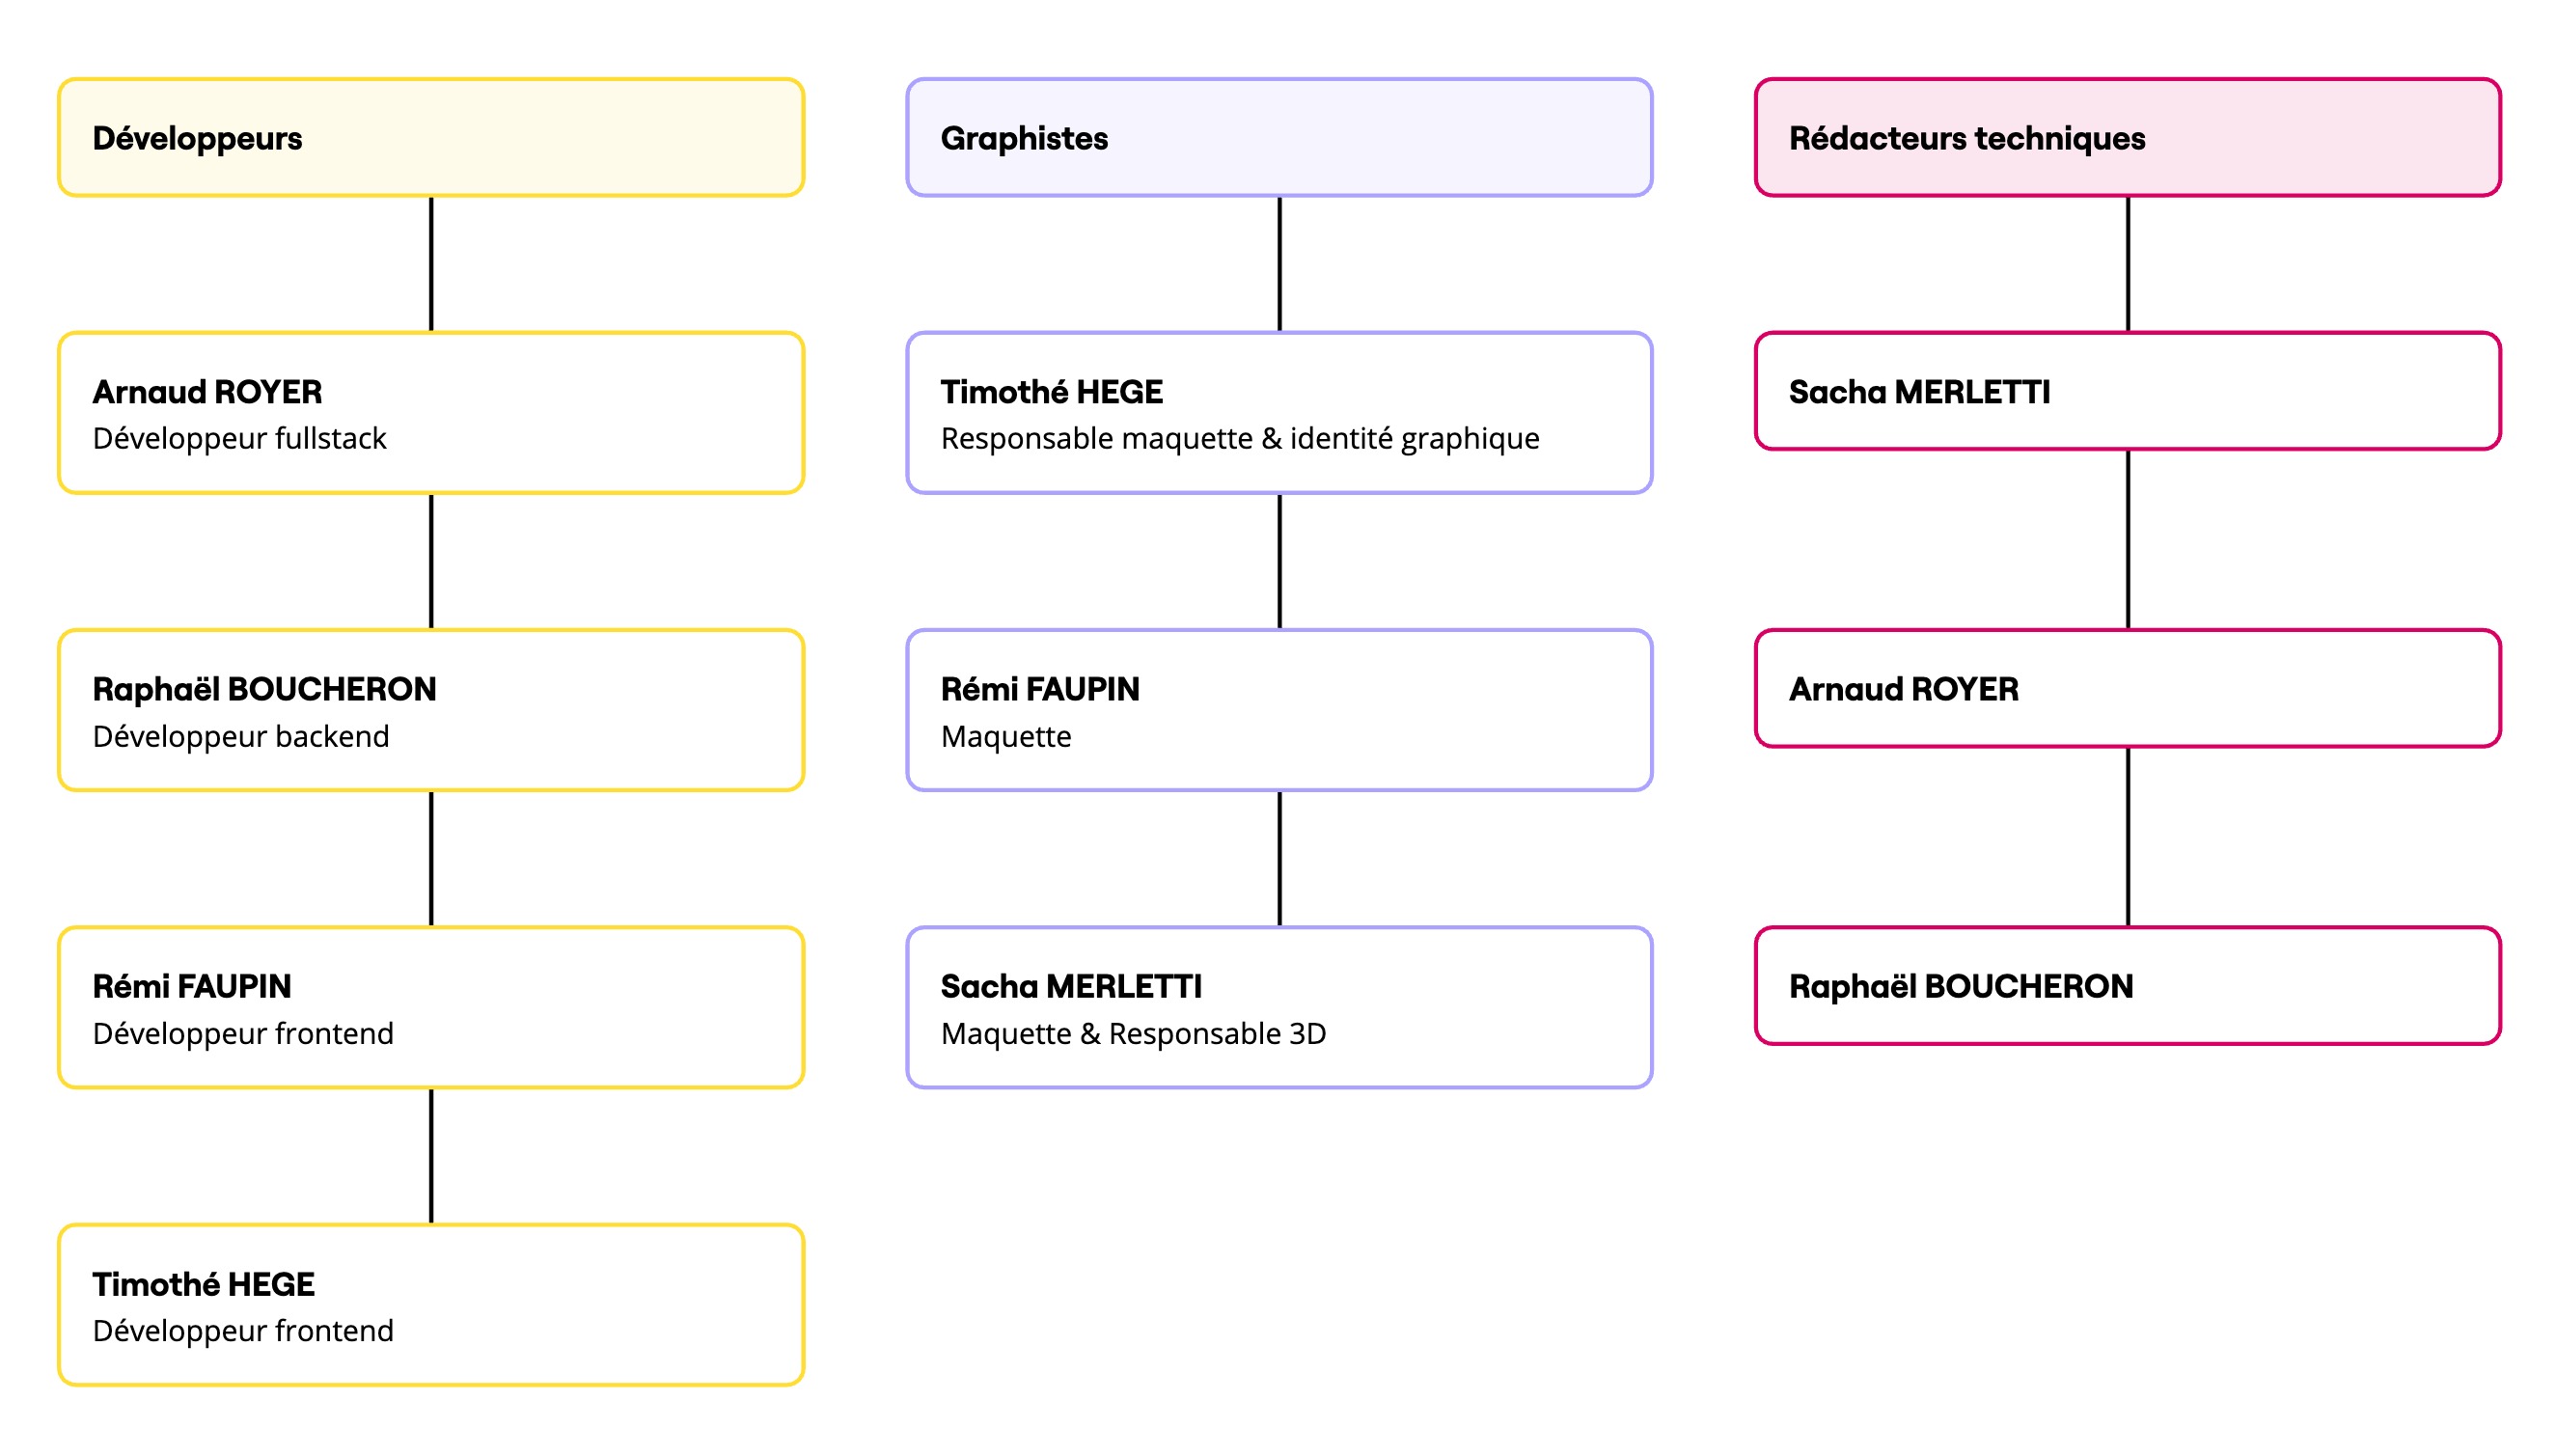 Développeurs
Arnaud ROYER
Développeur fullstack
Raphaël BOUCHERON
Développeur backend
Rémi FAUPIN
Développeur frontend
Timothé HEGE
Développeur frontend
Graphistes
Timothé HEGE
Responsable maquette & identité graphique
Rémi FAUPIN
Maquette
Sacha MERLETTI
Maquette & Responsable 3D
Rédacteurs techniques
Sacha MERLETTI
Arnaud ROYER
Raphaël BOUCHERON